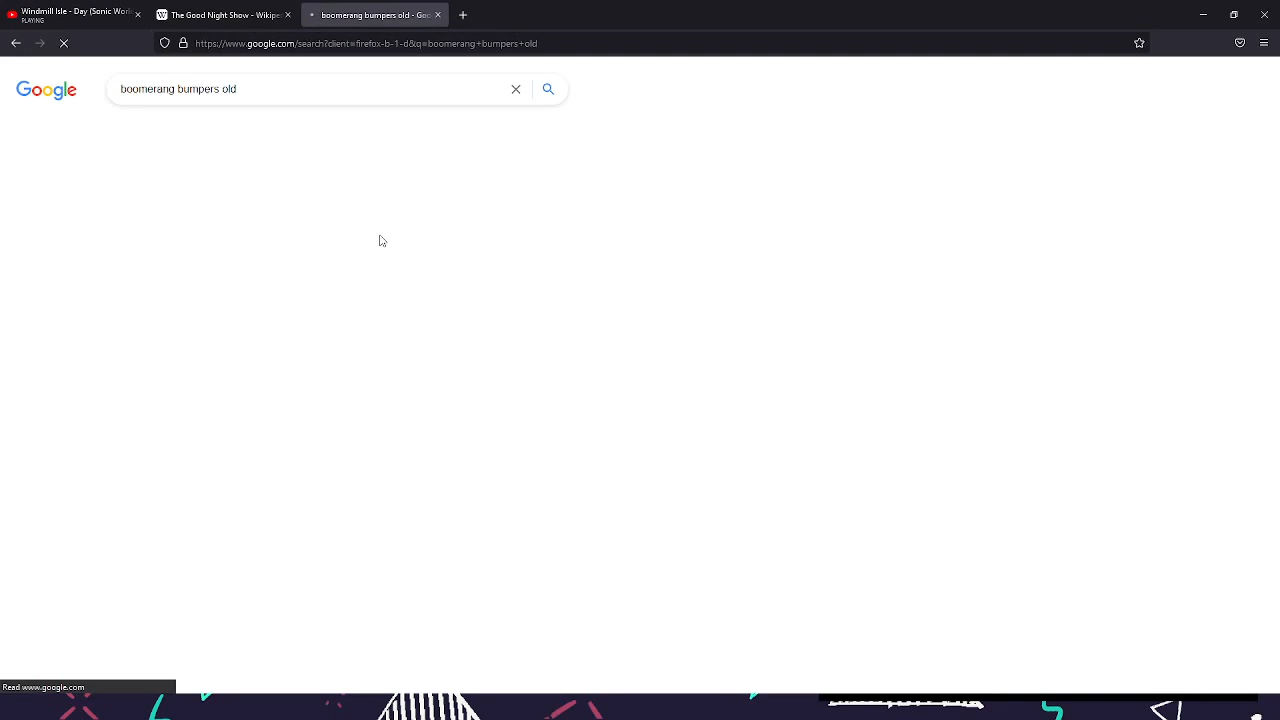 Windmill Isle - Day (Sonic World
PLAYING
The Good Night Show - Wikipe
boomerang bumpers old - Goo
https://www.google.com/search?client=firefox-b-1-d&q=boomerang+bumpers+old
Google
boomerang bumpers old
Read www.google.com